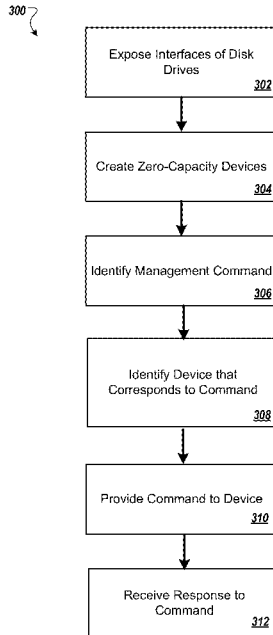 300
Expose Interfaces of Disk
Drives
302
Create Zero-Capacity Devices
304
Identify Management Command
306
Identify Device that
Corresponds to Command
308
Provide Command to Device
310
Receive Response to
Command
312